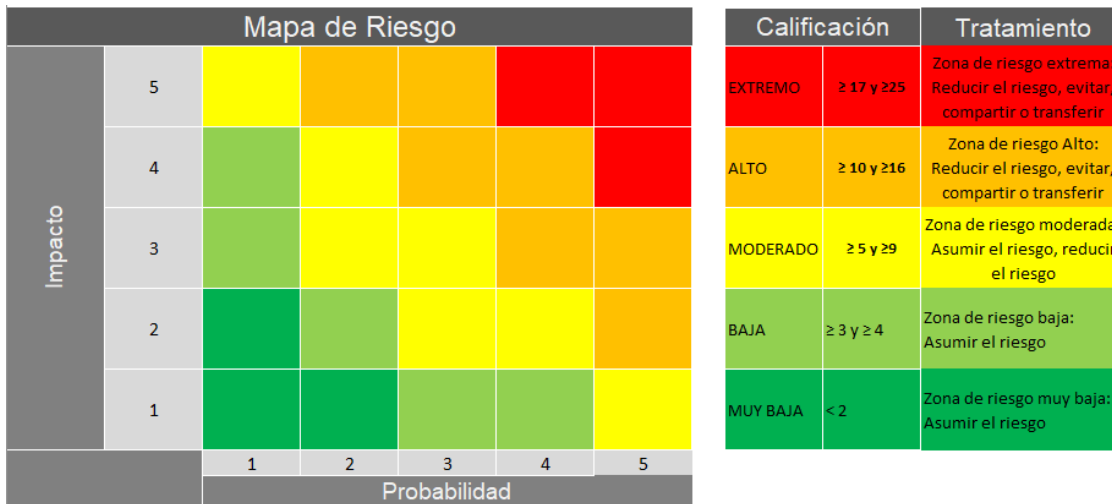 Mapa de Riesgo
Impacto
5
4
3
2
1
1 2 3 4 5
Probabilidad
Calificación Tratamiento
EXTREMO ≥ 17 y ≥25 Zona de riesgo extrema:
Reducir el riesgo, evitar,
compartir o transferir
ALTO ≥ 10 y ≥16 Zona de riesgo Alto:
Reducir el riesgo, evitar,
compartir o transferir
MODERADO ≥ 5 y ≥9 Zona de riesgo moderada
Asumir el riesgo, reducir
el riesgo
BAJA ≥ 3 y ≥ 4 Zona de riesgo baja:
Asumir el riesgo
MUY BAJA < 2 Zona de riesgo muy baja:
Asumir el riesgo